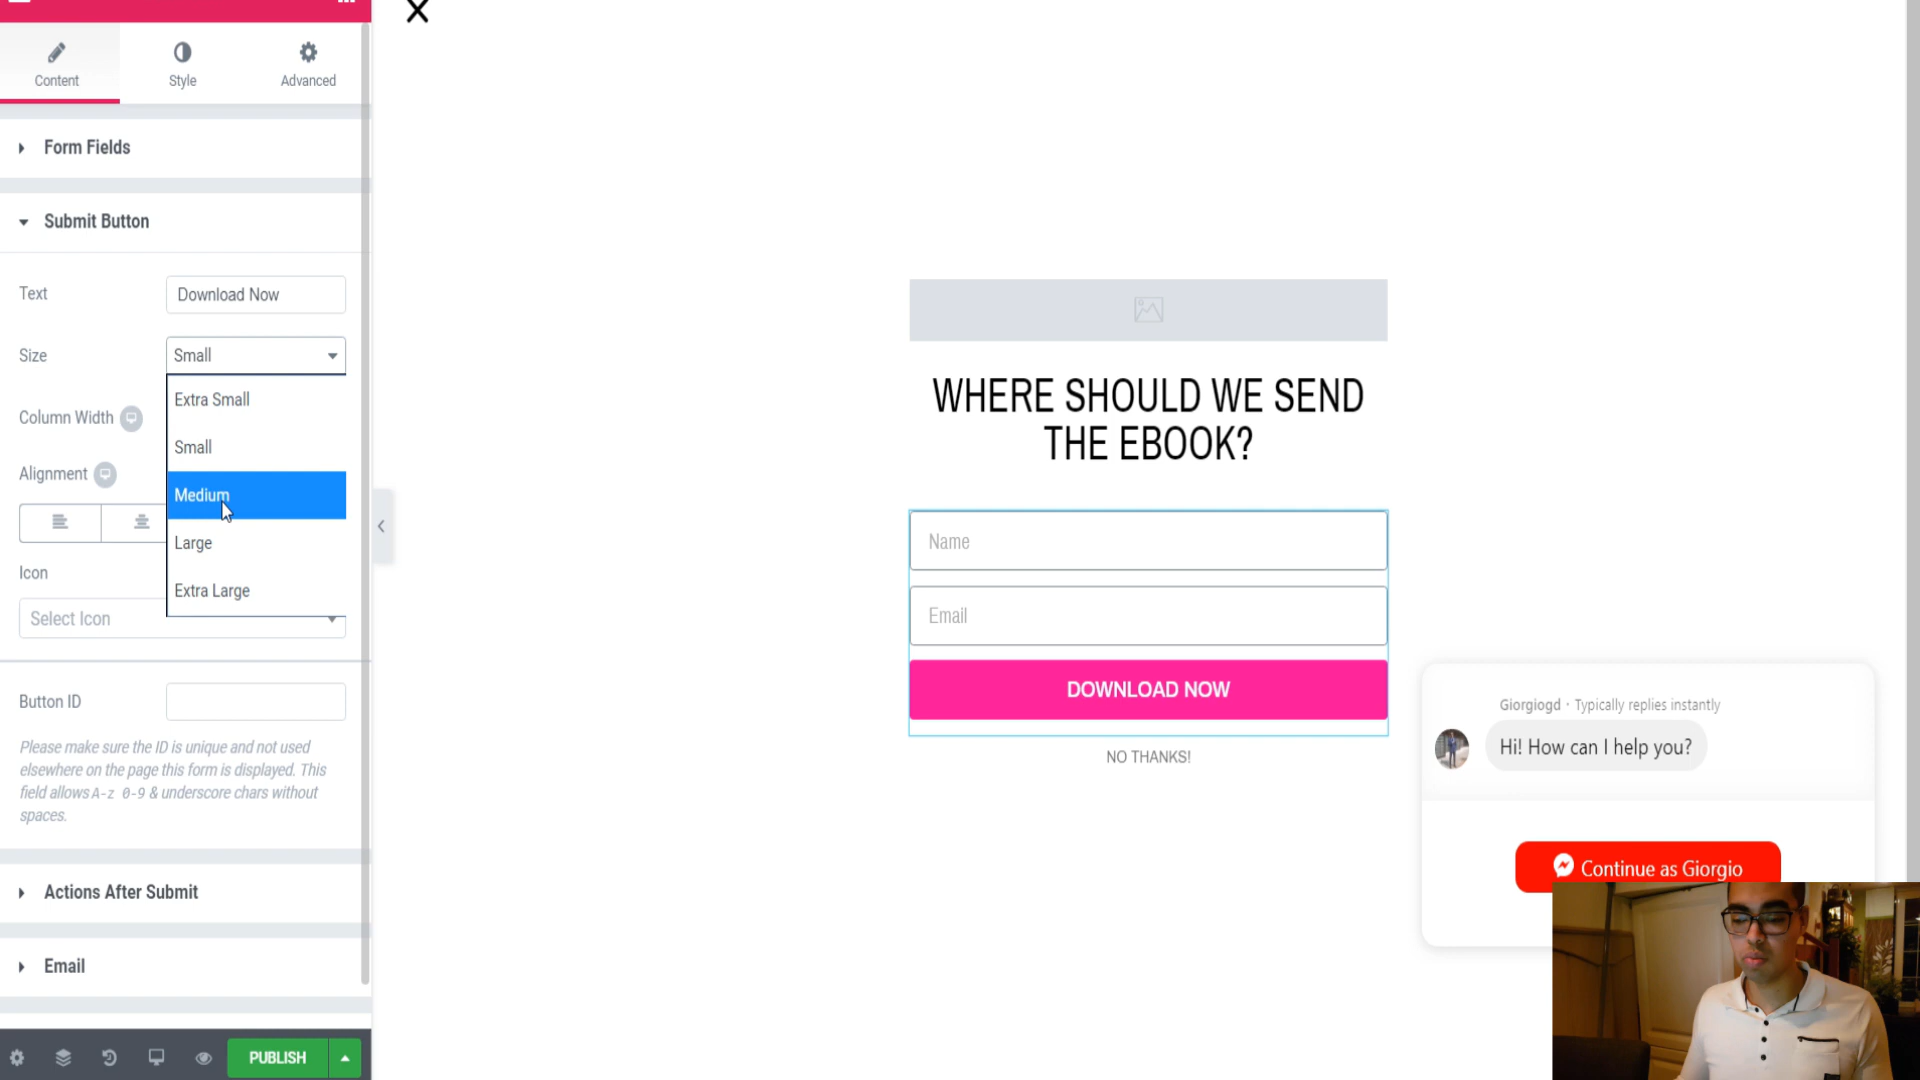 Content
Style
Advanced
Form Fields
Submit Button
Text
Download Now
Size
Small
Extra Small
Small
Medium
Large
Extra Large
Column Width
Alignment
Icon
Select Icon
Button ID
Please make sure the ID is unique and not used
elsewhere on the page this form is displayed. This
field allows A-z 0-9 & underscore chars without
spaces.
Actions After Submit
Email
PUBLISH
WHERE SHOULD WE SEND
THE EBOOK?
Name
Email
DOWNLOAD NOW
NO THANKS!
Giorgiogd · Typically replies instantly
Hi! How can I help you?
Continue as Giorgio